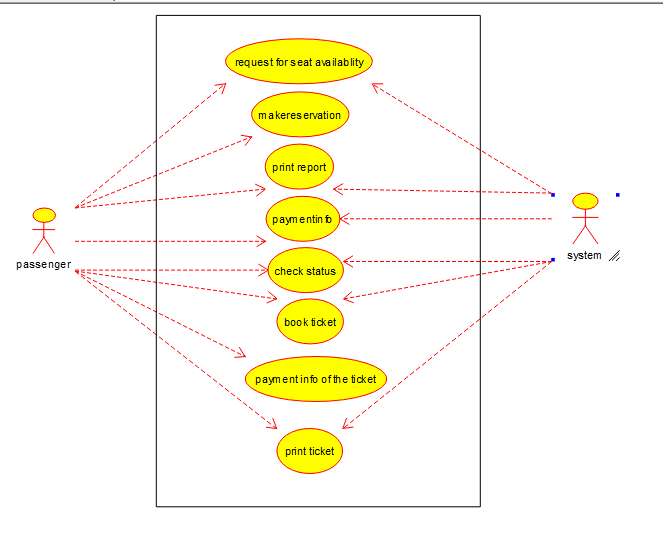 request for seat availablity
makereservation
print report
paymentinfo
check status
book ticket
payment info of the ticket
print ticket
passenger
system